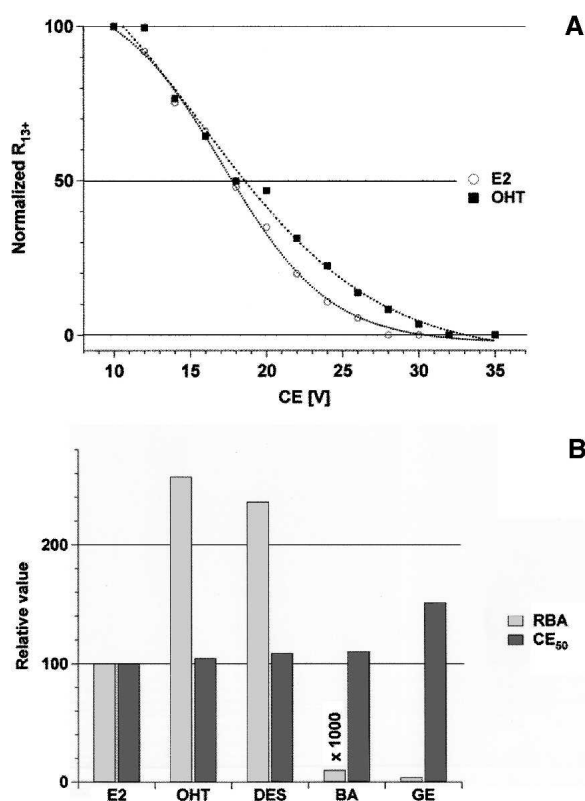 A
100
50
0
Normalized R13+
E2
OHT
10
15
20
25
30
35
CE [V]
B
200
100
0
Relative value
x 1000
RBA
CE50
E2
OHT
DES
BA
GE